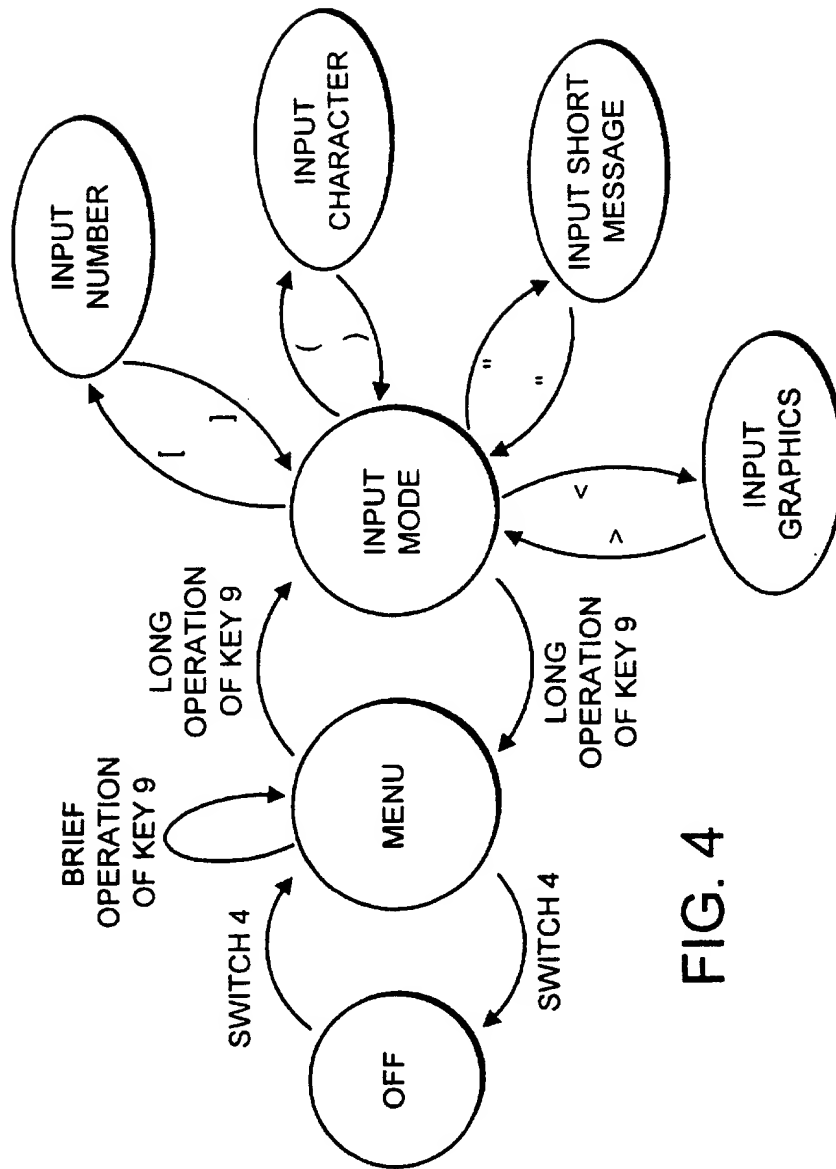 BRIEF
OPERATION
OF KEY 9
SWITCH 4
LONG
OPERATION
OF KEY 9
OFF
MENU
INPUT
MODE
SWITCH 4
LONG
OPERATION
OF KEY 9
[
]
INPUT
NUMBER
(
)
INPUT
CHARACTER
"
"
INPUT SHORT
MESSAGE
<
>
INPUT
GRAPHICS
FIG. 4